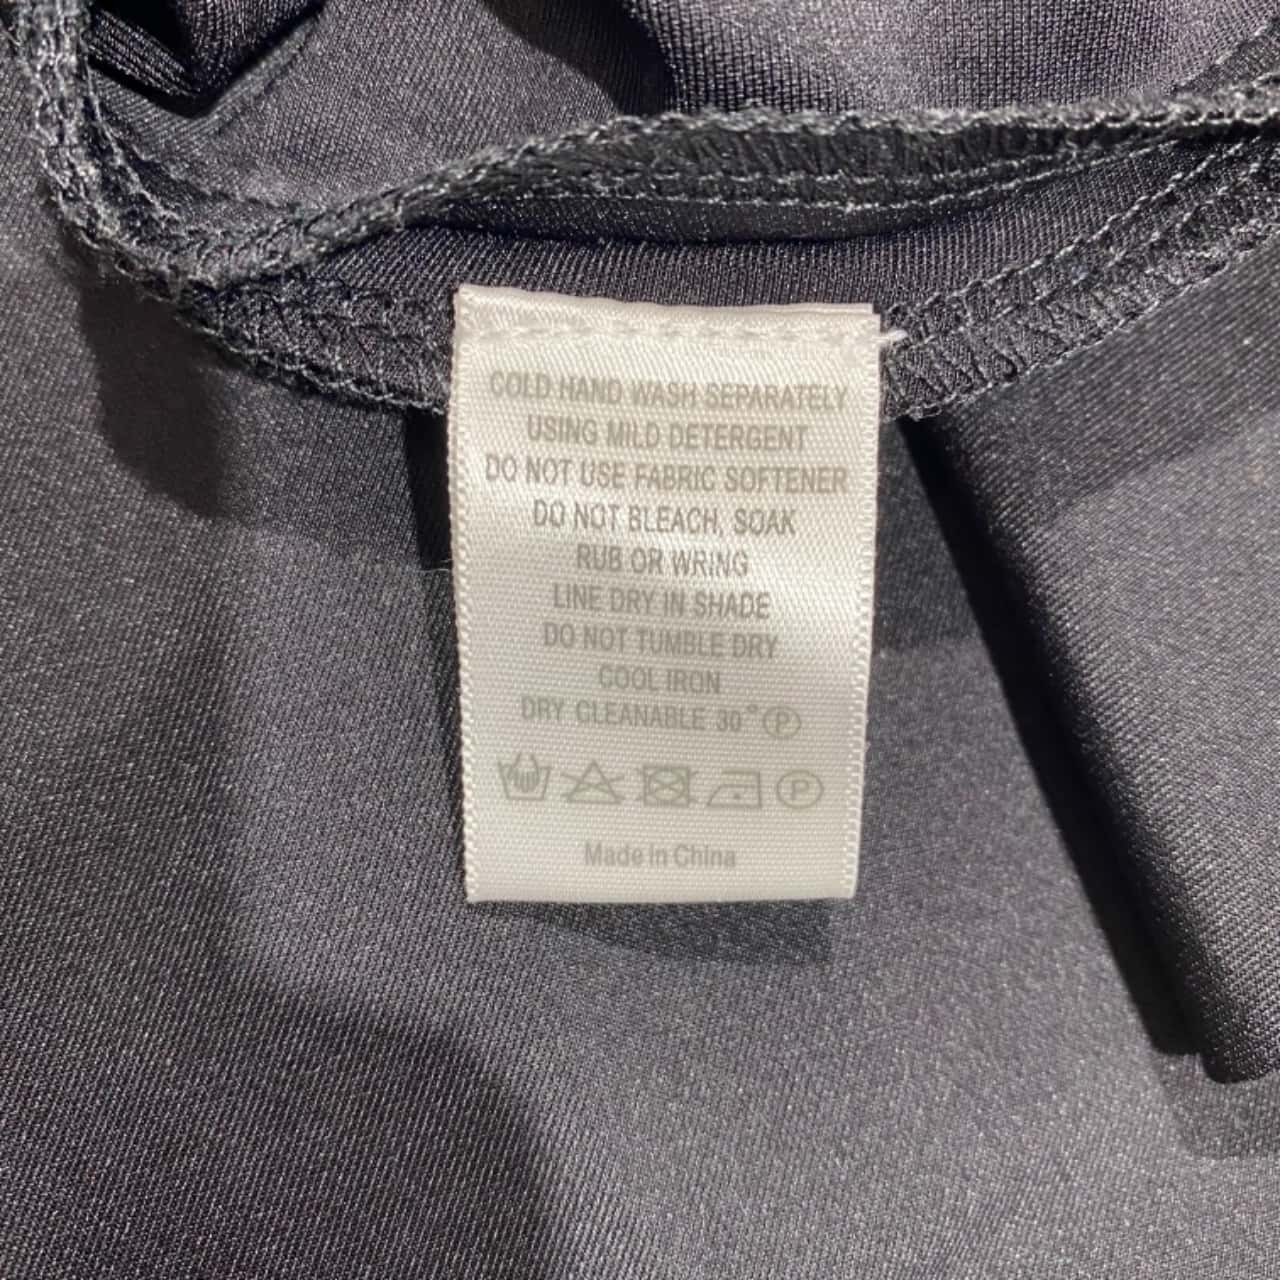 COLD HAND WASH SEPARATELY
USING MILD DETERGENT
DO NOT USE FABRIC SOFTENER
DO NOT BLEACH, SOAK
RUB OR WRING
LINE DRY IN SHADE
DO NOT TUMBLE DRY
COOL IRON
DRY CLEANABLE 30° Ⓟ
Ⓟ
Made in China